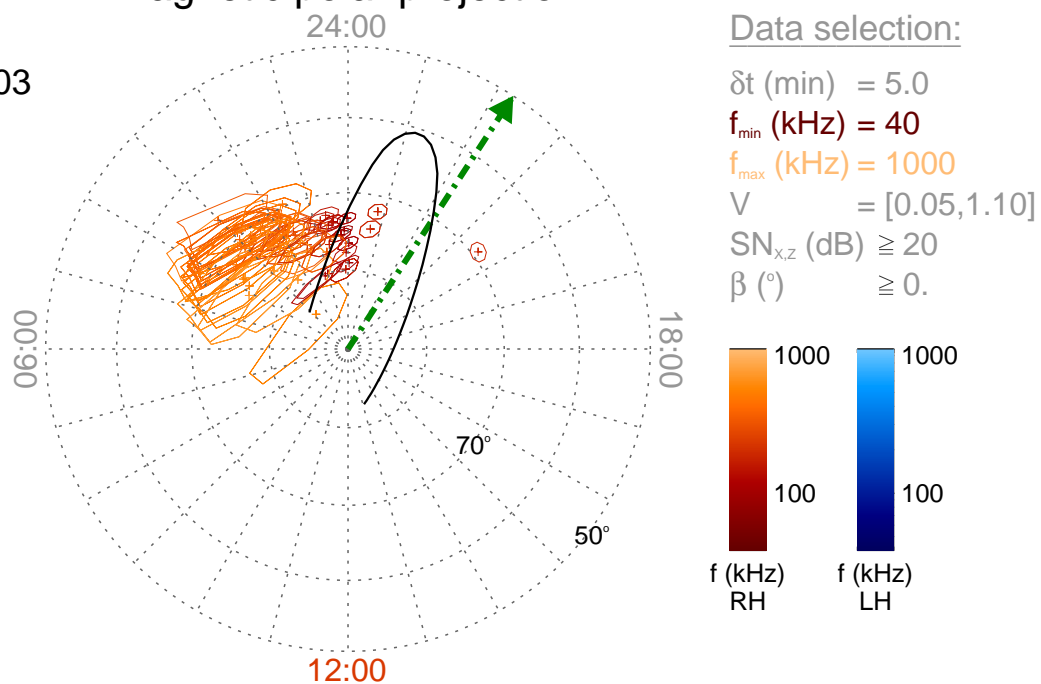 24:00
03
Data selection:
δt (min) = 5.0
fmin (kHz) = 40
fmax (kHz) = 1000
V = [0.05,1.10]
SNx,z (dB) ≧ 20
β (°) ≧ 0.
06:00
18:00
1000
1000
70°
100
100
50°
f (kHz)
RH
f (kHz)
LH
12:00